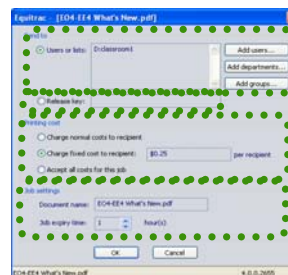 Equitrac - [EO4-EE4 What's New.pdf]
Send to
Users or lists: D:classroom1
Add users...
Add departments...
Add groups...
Release key:
Printing cost
Charge normal costs to recipient
Charge fixed cost to recipient: $0.25 per recipient
Accept all costs for this job
Job settings
Document name: EO4-EE4 What's New.pdf
Job expiry time: 1 hour(s)
OK Cancel
EO4-EE4 What's New.pdf 4.0.0.2655